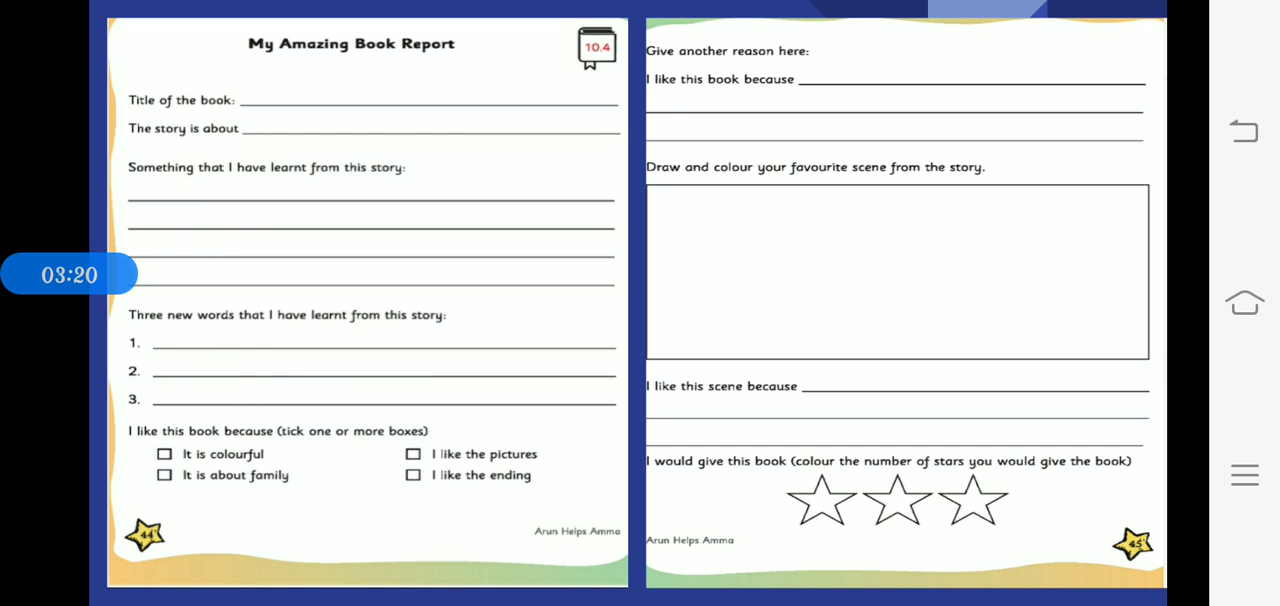 My Amazing Book Report
10.4
Title of the book:
The story is about
Something that I have learnt from this story:
Three new words that I have learnt from this story:
1.
2.
3.
I like this book because (tick one or more boxes)
It is colourful
I like the pictures
It is about family
I like the ending
44
Arun Helps Amma
Give another reason here:
I like this book because
Draw and colour your favourite scene from the story.
I like this scene because
I would give this book (colour the number of stars you would give the book)
Arun Helps Amma
45
03:20